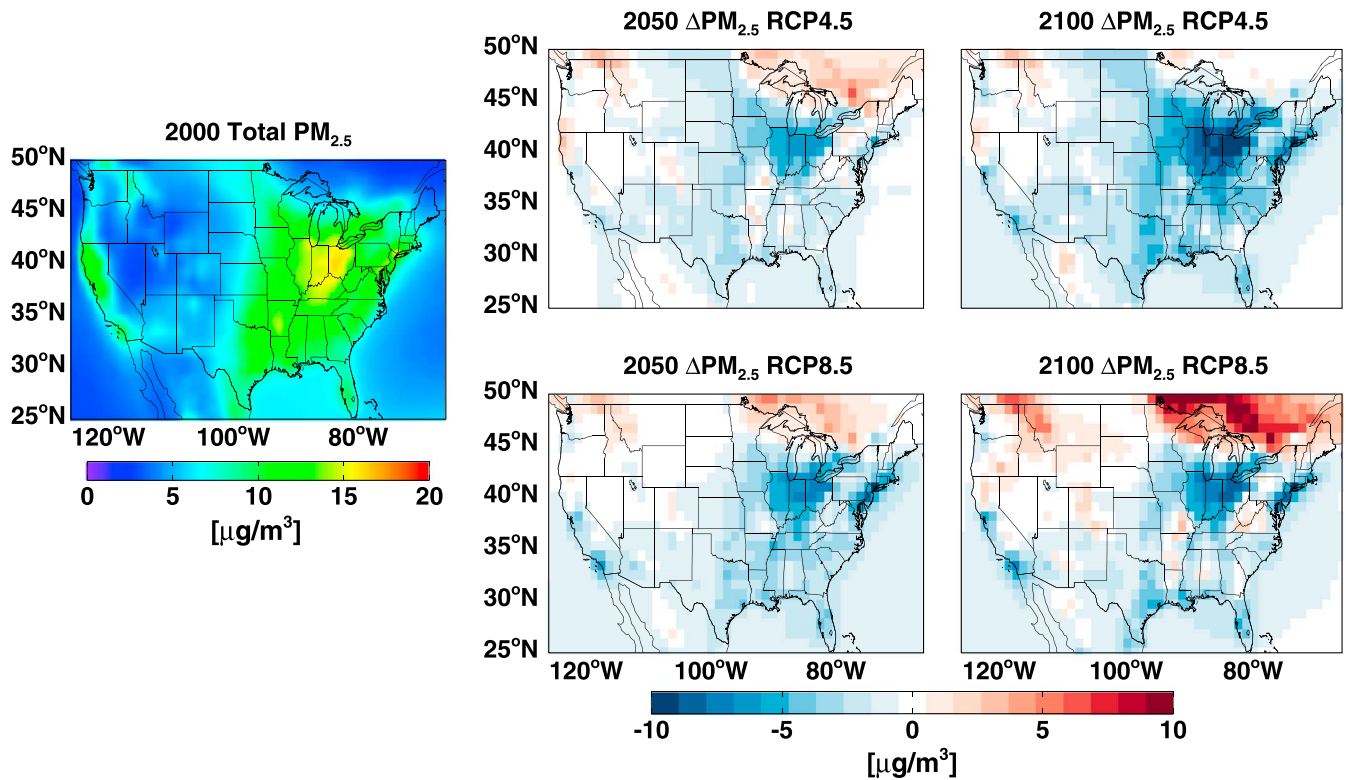 2000 Total PM2.5
50°N
45°N
40°N
35°N
30°N
25°N
120°W 100°W 80°W
0 5 10 15 20
[μg/m³]
2050 ΔPM2.5 RCP4.5
2100 ΔPM2.5 RCP4.5
50°N
45°N
40°N
35°N
30°N
25°N
2050 ΔPM2.5 RCP8.5
2100 ΔPM2.5 RCP8.5
50°N
45°N
40°N
35°N
30°N
25°N
120°W 100°W 80°W
120°W 100°W 80°W
-10 -5 0 5 10
[μg/m³]